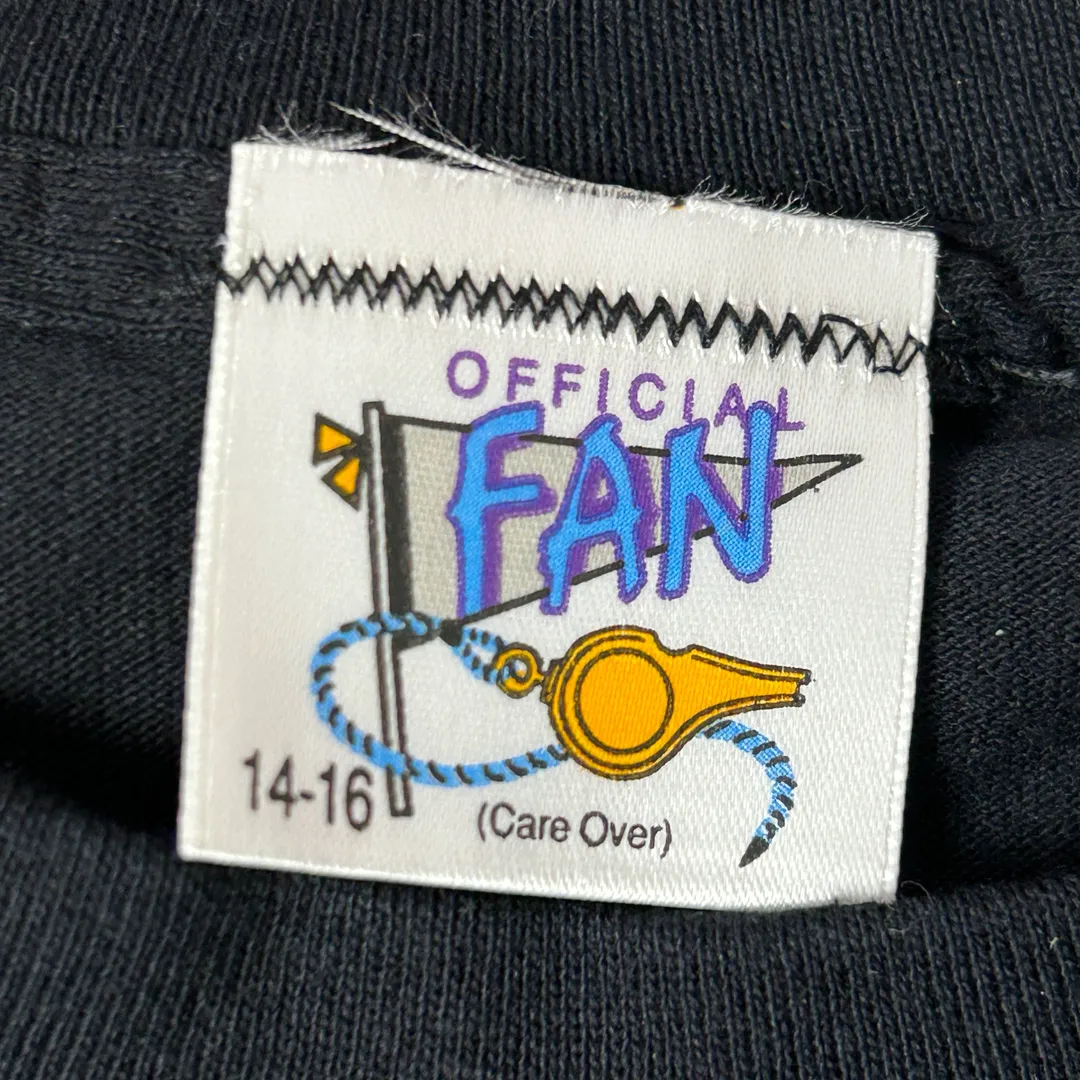 OFFICIAL
FAN
14-16
(Care Over)